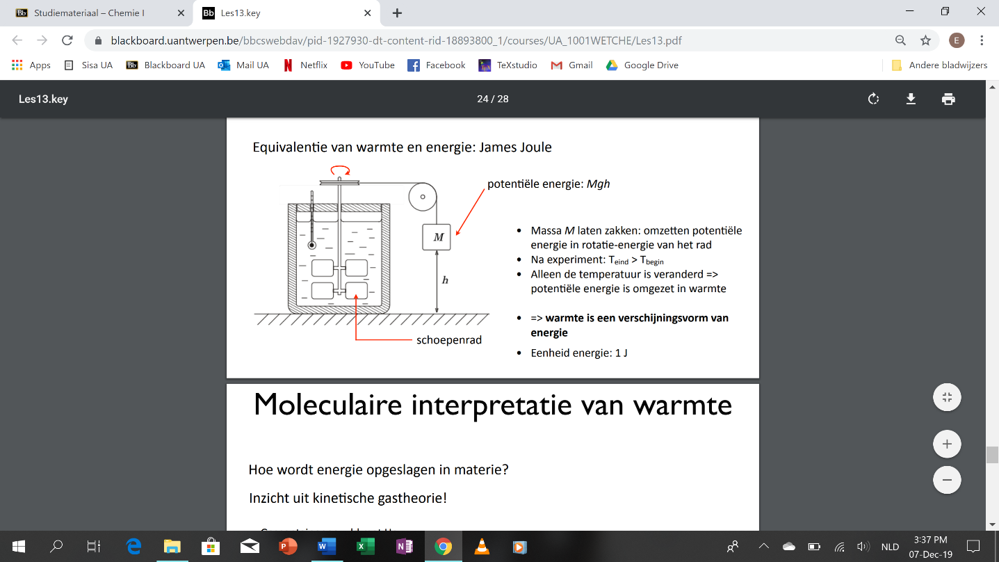 Studiemateriaal – Chemie I
Les13.key
blackboard.uantwerpen.be/bbcswebdav/pid-1927930-dt-content-rid-18893800_1/courses/UA_1001WETCHE/Les13.pdf
E
Apps
Sisa UA
Blackboard UA
Mail UA
Netflix
YouTube
Facebook
TeXstudio
Gmail
Google Drive
Andere bladwijzers
Les13.key
24 / 28
Equivalentie van warmte en energie: James Joule
potentiële energie: Mgh
M
h
schoepenrad
• Massa M laten zakken: omzetten potentiële
energie in rotatie-energie van het rad
• Na experiment: Teind > Tbegin
• Alleen de temperatuur is veranderd =>
potentiële energie is omgezet in warmte
• => warmte is een verschijningsvorm van
energie
• Eenheid energie: 1 J
Moleculaire interpretatie van warmte
Hoe wordt energie opgeslagen in materie?
Inzicht uit kinetische gastheorie!
NLD
3:37 PM
07-Dec-19